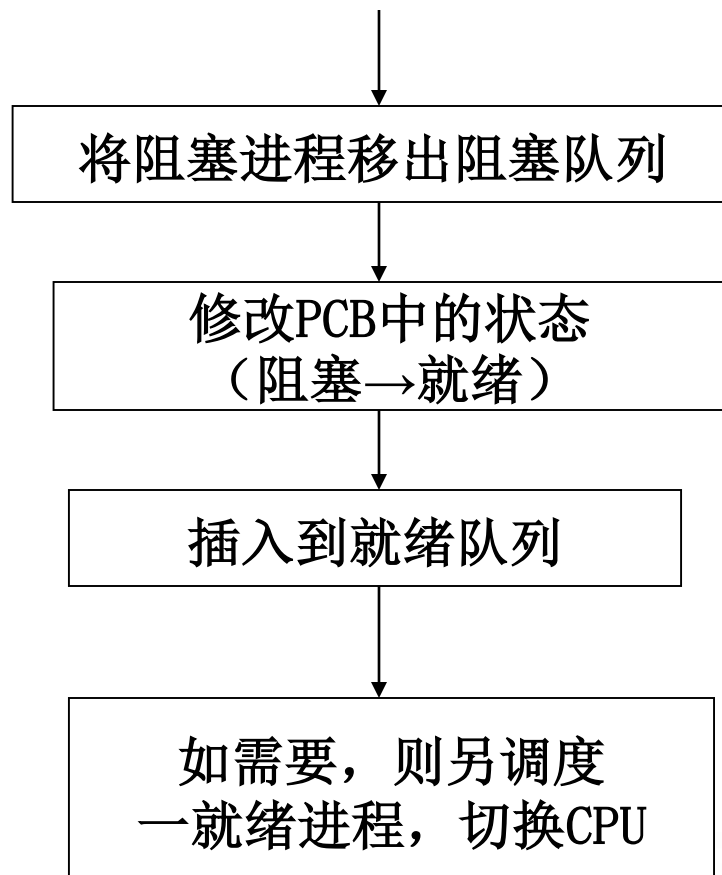 将阻塞进程移出阻塞队列
修改PCB中的状态
（阻塞→就绪）
插入到就绪队列
如需要，则另调度
一就绪进程，切换CPU